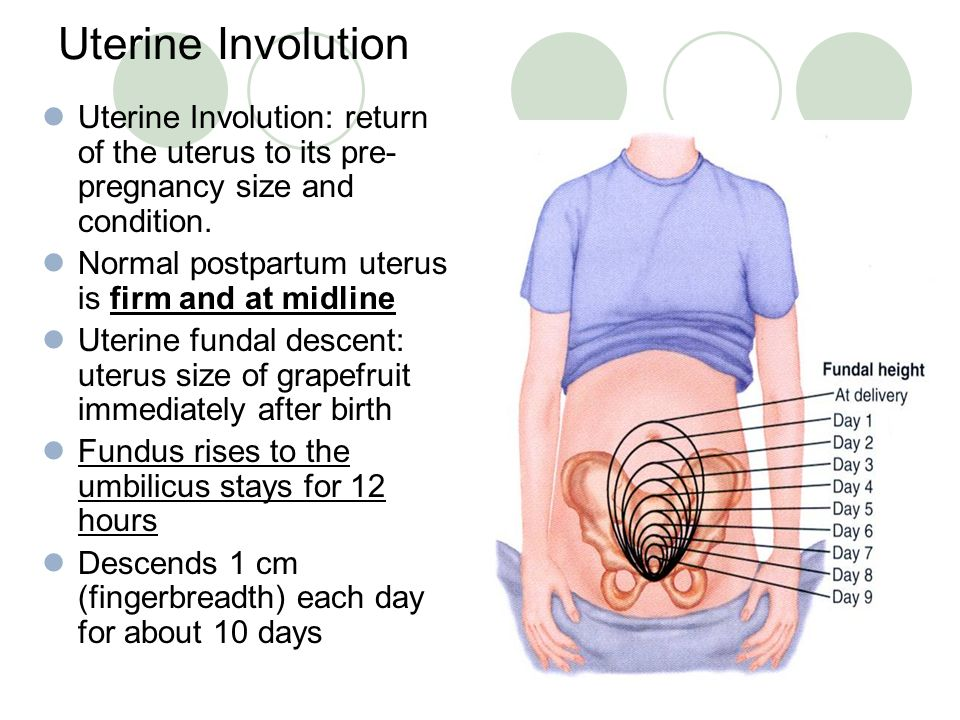 Uterine Involution
Uterine Involution: return
of the uterus to its pre-
pregnancy size and
condition.
Normal postpartum uterus
is firm and at midline
Uterine fundal descent:
uterus size of grapefruit
immediately after birth
Fundus rises to the
umbilicus stays for 12
hours
Descends 1 cm
(fingerbreadth) each day
for about 10 days
Fundal height
At delivery
Day 1
Day 2
Day 3
Day 4
Day 5
Day 6
Day 7
Day 8
Day 9